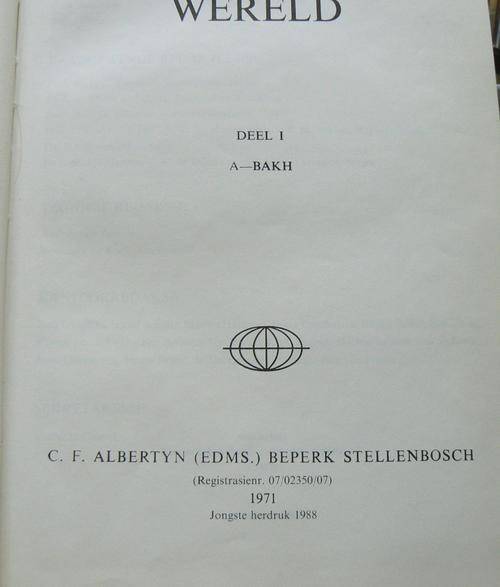 WERELD
DEEL I
A—BAKH
C. F. ALBERTYN (EDMS.) BEPERK STELLENBOSCH
(Registrasienr. 07/02350/07)
1971
Jongste herdruk 1988